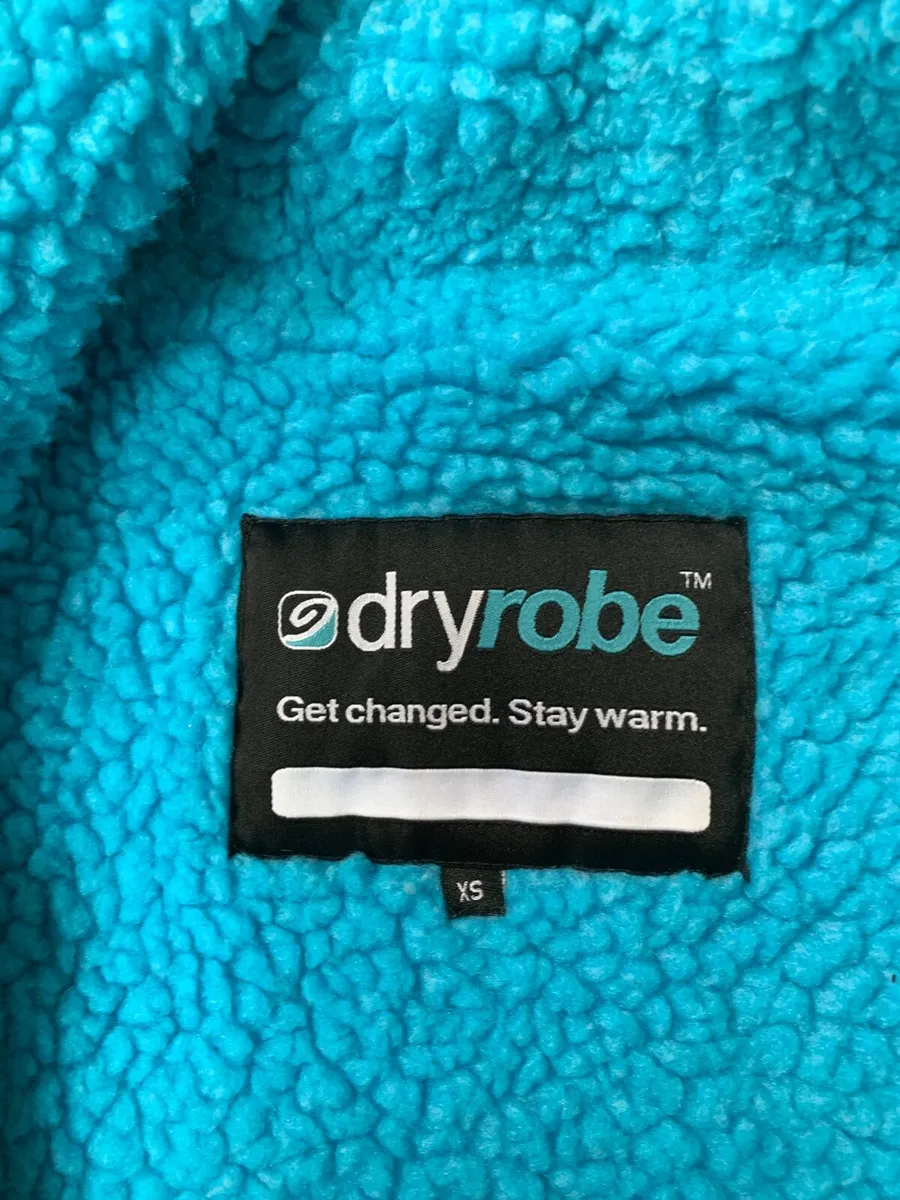 dryrobe™
Get changed. Stay warm.
XS